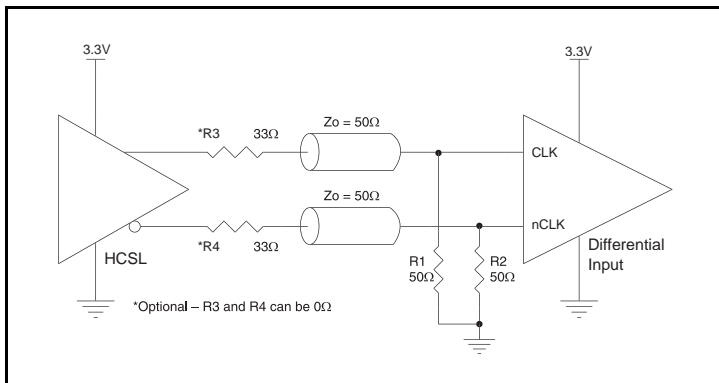 3.3V
3.3V
*R3 33Ω
Zo = 50Ω
CLK
Zo = 50Ω
nCLK
*R4 33Ω
HCSL
R1
50Ω
R2
50Ω
Differential
Input
*Optional – R3 and R4 can be 0Ω